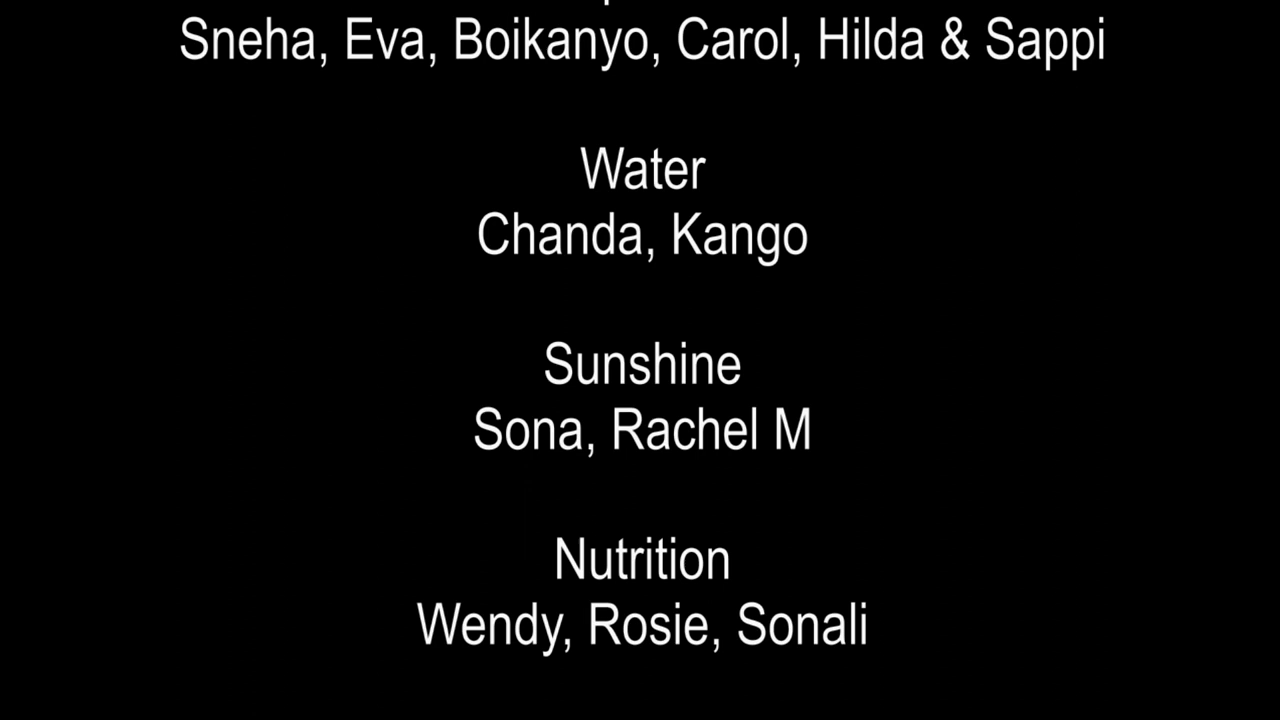 Sneha, Eva, Boikanyo, Carol, Hilda & Sappi
Water
Chanda, Kango
Sunshine
Sona, Rachel M
Nutrition
Wendy, Rosie, Sonali